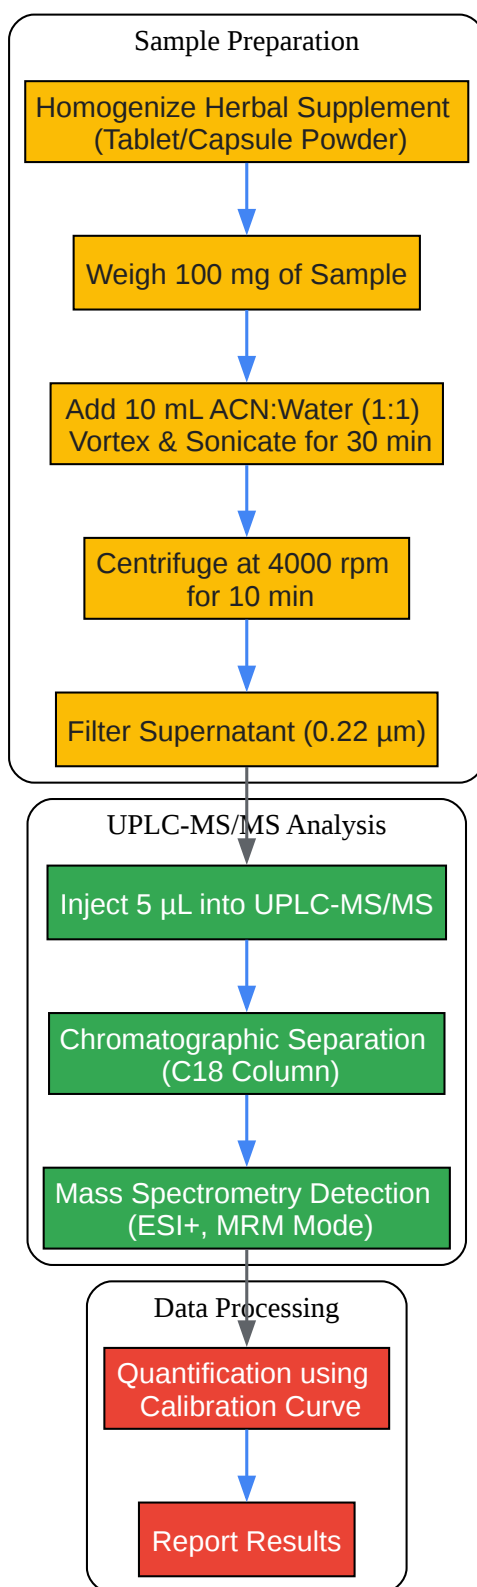 Sample Preparation
Homogenize Herbal Supplement
(Tablet/Capsule Powder)
Weigh 100 mg of Sample
Add 10 mL ACN:Water (1:1)
Vortex & Sonicate for 30 min
Centrifuge at 4000 rpm
for 10 min
Filter Supernatant (0.22 µm)
UPLC-MS/MS Analysis
Inject 5 µL into UPLC-MS/MS
Chromatographic Separation
(C18 Column)
Mass Spectrometry Detection
(ESI+, MRM Mode)
Data Processing
Quantification using
Calibration Curve
Report Results